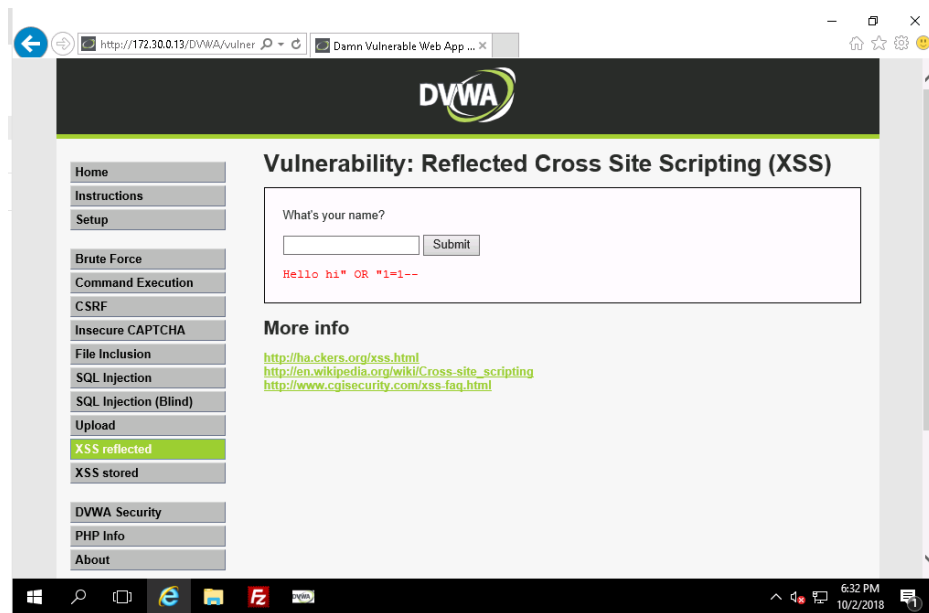 http://172.30.0.13/DVWA/vulner
Damn Vulnerable Web App ...
DVWA
Home
Instructions
Setup
Brute Force
Command Execution
CSRF
Insecure CAPTCHA
File Inclusion
SQL Injection
SQL Injection (Blind)
Upload
XSS reflected
XSS stored
DVWA Security
PHP Info
About
Vulnerability: Reflected Cross Site Scripting (XSS)
What's your name?
Submit
Hello hi" OR "1=1--
More info
http://ha.ckers.org/xss.html
http://en.wikipedia.org/wiki/Cross-site_scripting
http://www.cgisecurity.com/xss-faq.html
Fz
DVWA
6:32 PM
10/2/2018
1